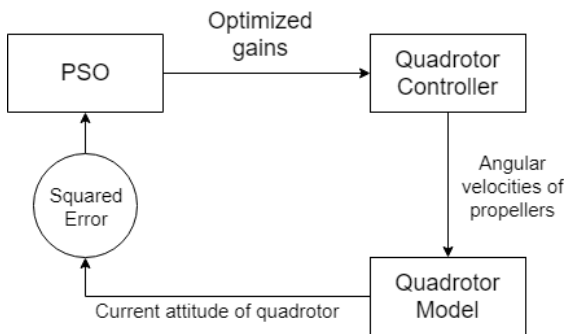 Optimized
gains
PSO
Quadrotor
Controller
Angular
velocities of
propellers
Squared
Error
Quadrotor
Model
Current attitude of quadrotor